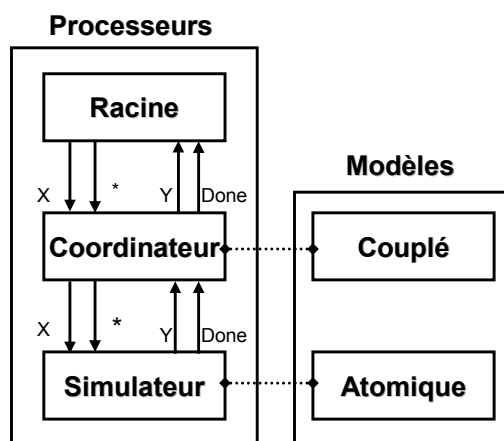 Processeurs
Racine
X * Y Done
Modèles
Coordinateur
Couplé
X * Y Done
Simulateur
Atomique